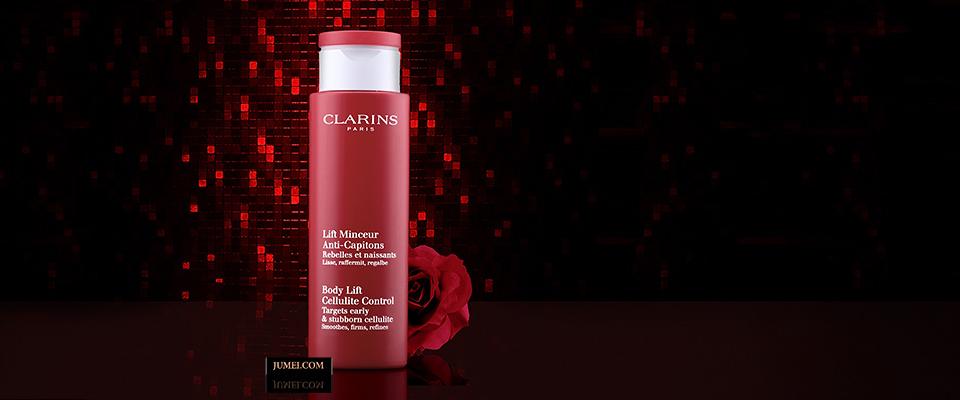 CLARINS
PARIS
Lift Minceur
Anti-Capitons
Rebelles et naissants
Lisse, raffermit, regalbe
Body Lift
Cellulite Control
Targets early
& stubborn cellulite
Smoothes, firms, refines
JUMEI.COM